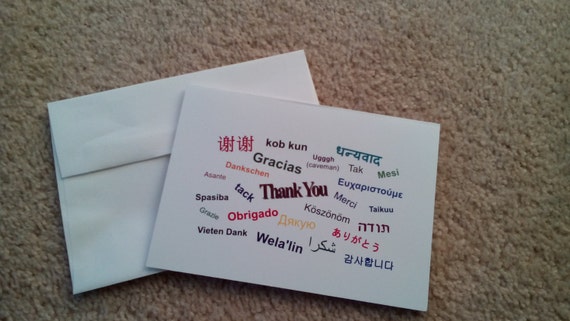 谢谢 kob kun धन्यवाद
Ugggh
(caveman)
Gracias Tak Mesi
Dankschen
Asante
tack Thank You Merci Ευχαριστούμε
Spasiba Köszönöm Taikuu
Grazie Obrigado Дякую תודה
Vielen Dank Wela'lin شكرا ありがとう
감사합니다